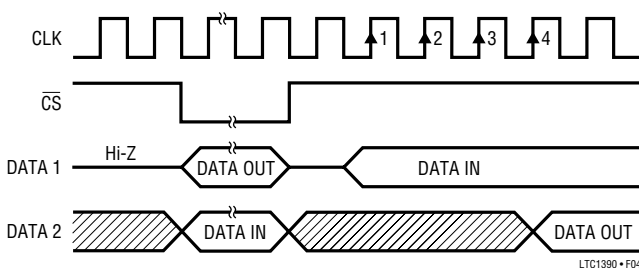 CLK
1 2 3 4
CS
DATA 1 Hi-Z DATA OUT DATA IN
DATA 2 DATA IN DATA OUT
LTC1390 • F04